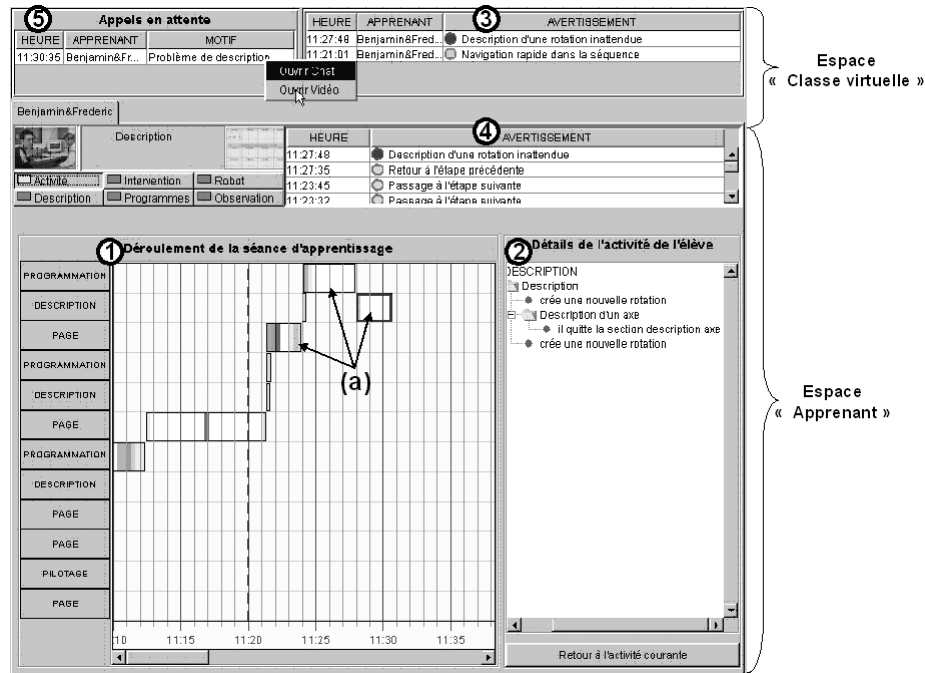 5 Appels en attente
HEURE APPRENANT MOTIF
11:30:35 Benjamin&Fr... Problème de description
Ouvrir Chat
Ouvrir Vidéo
3
HEURE APPRENANT AVERTISSEMENT
11:27:48 Benjamin&Fred... Description d'une rotation inattendue
11:21:01 Benjamin&Fred... Navigation rapide dans la séquence
Espace
« Classe virtuelle »
Benjamin&Frederic
Description
Activité Intervention Robot
Description Programmes Observation
4
HEURE AVERTISSEMENT
11:27:48 Description d'une rotation inattendue
11:27:35 Retour à l'étape précédente
11:23:45 Passage à l'étape suivante
11:23:32 Passage à l'étape suivante
1 Déroulement de la séance d'apprentissage
PROGRAMMATION
DESCRIPTION
PAGE
PROGRAMMATION
DESCRIPTION
PAGE
PROGRAMMATION
DESCRIPTION
PAGE
PAGE
PILOTAGE
PAGE
(a)
:10 11:15 11:20 11:25 11:30 11:35
2 Détails de l'activité de l'élève
DESCRIPTION
Description
crée une nouvelle rotation
Description d'un axe
il quitte la section description axe
crée une nouvelle rotation
Retour à l'activité courante
Espace
« Apprenant »